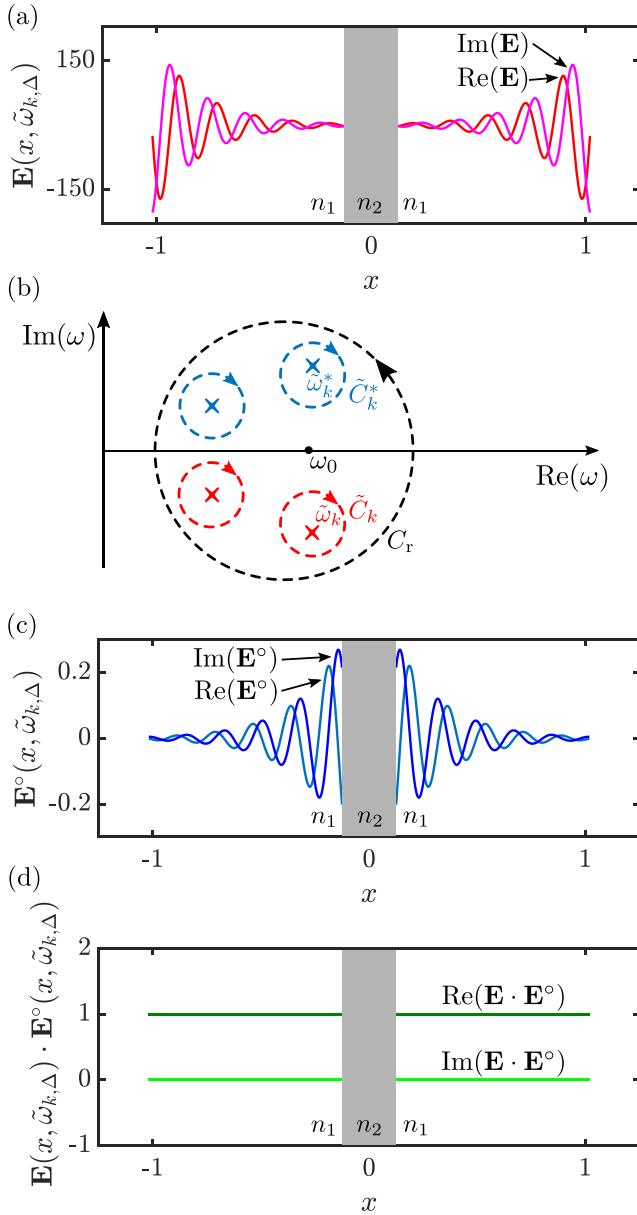 (a)
E(x, ω̃k,Δ)
150
-150
Im(E)
Re(E)
n1 n2 n1
-1 0 1
x
(b)
Im(ω)
ω̃*k C̃*k
ω0
Re(ω)
ω̃k C̃k
Cr
(c)
E°(x, ω̃k,Δ)
0.2
0
-0.2
Im(E°)
Re(E°)
n1 n2 n1
-1 0 1
x
(d)
E(x, ω̃k,Δ) · E°(x, ω̃k,Δ)
2
1
0
-1
Re(E · E°)
Im(E · E°)
n1 n2 n1
-1 0 1
x